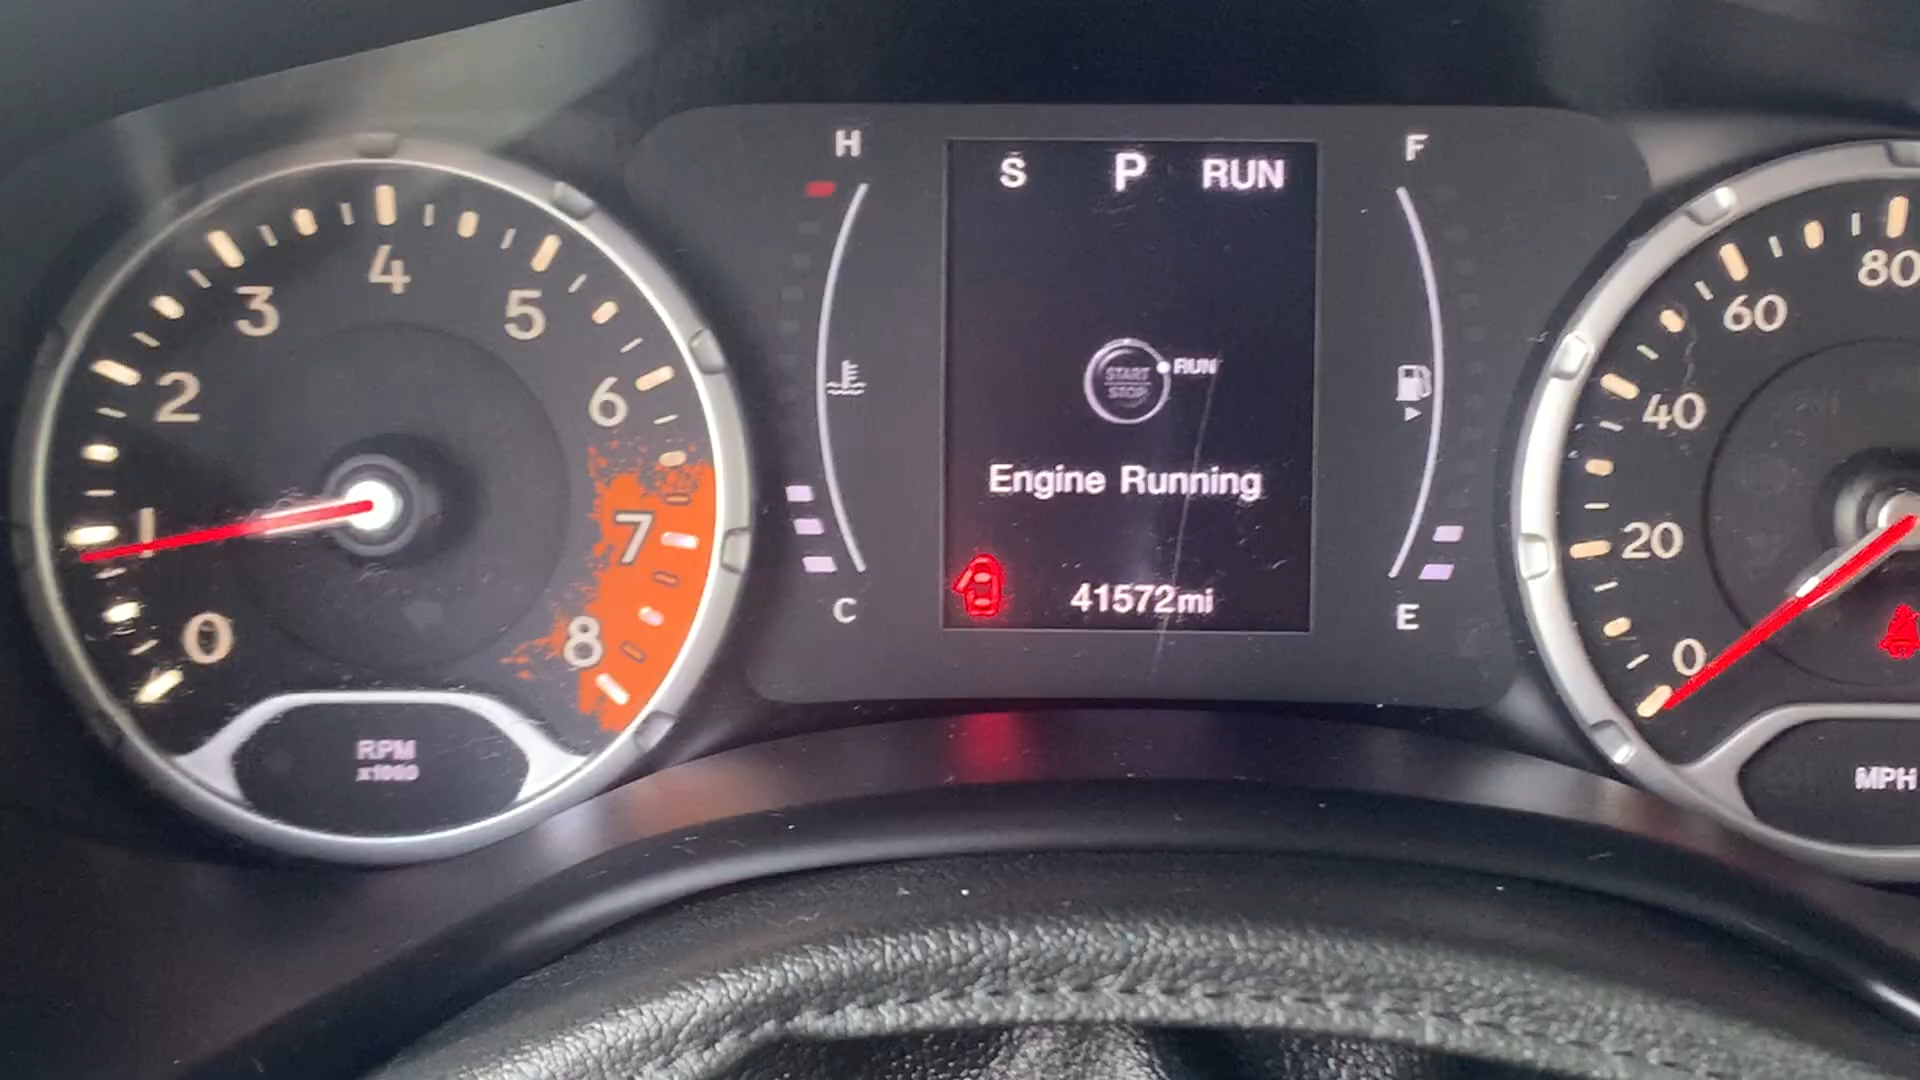 0
1
2
3
4
5
6
7
8
RPM
x1000
H
C
S P RUN
START
STOP
RUN
Engine Running
41572mi
F
E
0
20
40
60
80
MPH